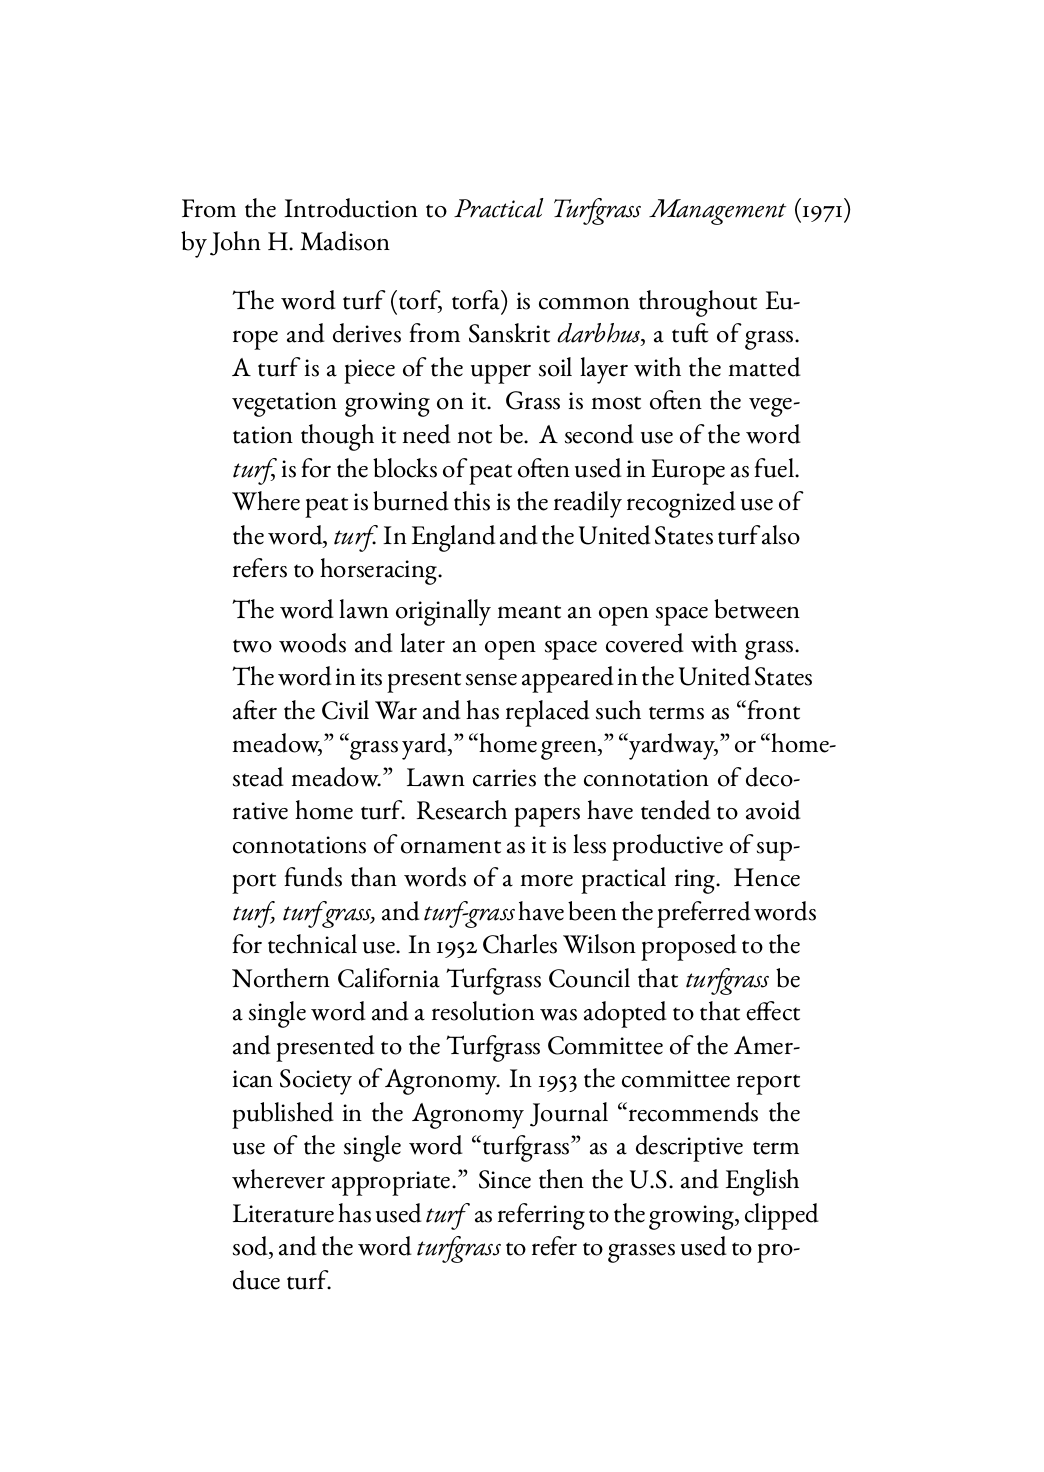 From the Introduction to Practical Turfgrass Management (1971)
by John H. Madison
The word turf (torf, torfa) is common throughout Eu-
rope and derives from Sanskrit darbhus, a tuft of grass.
A turf is a piece of the upper soil layer with the matted
vegetation growing on it. Grass is most often the vege-
tation though it need not be. A second use of the word
turf, is for the blocks of peat often used in Europe as fuel.
Where peat is burned this is the readily recognized use of
the word, turf. In England and the United States turf also
refers to horseracing.
The word lawn originally meant an open space between
two woods and later an open space covered with grass.
The word in its present sense appeared in the United States
after the Civil War and has replaced such terms as “front
meadow,” “grass yard,” “home green,” “yardway,” or “home-
stead meadow.” Lawn carries the connotation of deco-
rative home turf. Research papers have tended to avoid
connotations of ornament as it is less productive of sup-
port funds than words of a more practical ring. Hence
turf, turf grass, and turf-grass have been the preferred words
for technical use. In 1952 Charles Wilson proposed to the
Northern California Turfgrass Council that turfgrass be
a single word and a resolution was adopted to that effect
and presented to the Turfgrass Committee of the Amer-
ican Society of Agronomy. In 1953 the committee report
published in the Agronomy Journal “recommends the
use of the single word “turfgrass” as a descriptive term
wherever appropriate.” Since then the U.S. and English
Literature has used turf as referring to the growing, clipped
sod, and the word turfgrass to refer to grasses used to pro-
duce turf.